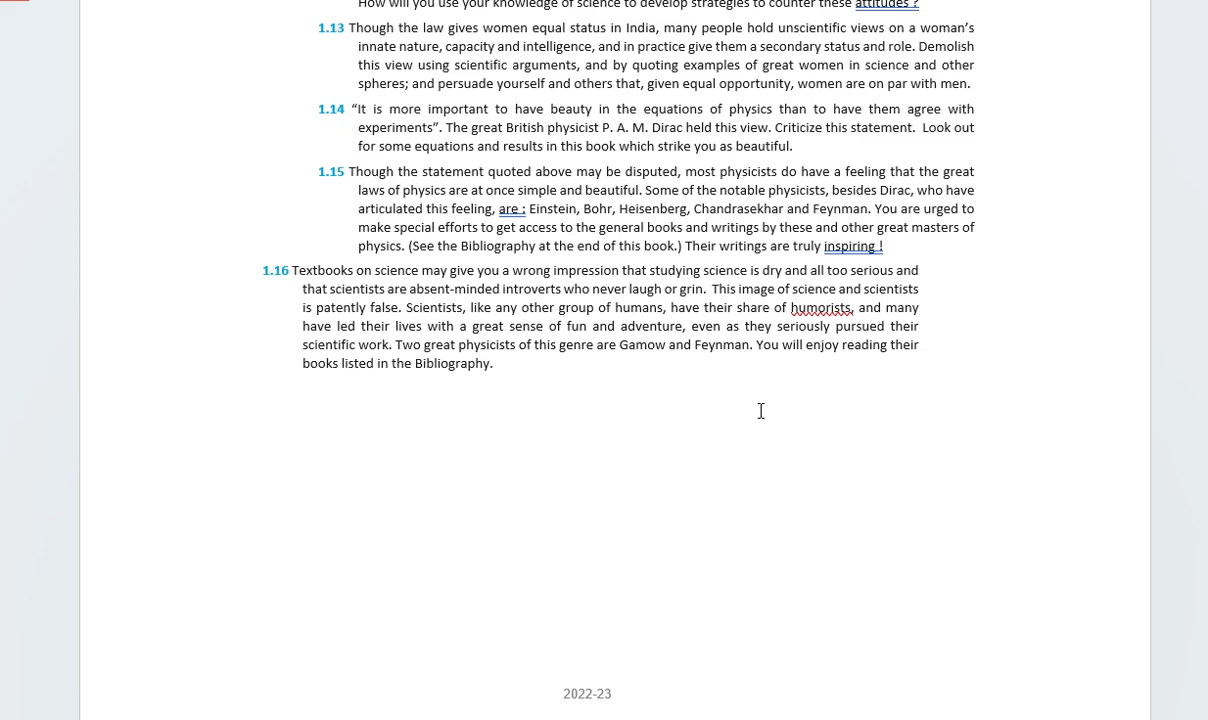 How will you use your knowledge of science to develop strategies to counter these attitudes ?
1.13 Though the law gives women equal status in India, many people hold unscientific views on a woman’s
innate nature, capacity and intelligence, and in practice give them a secondary status and role. Demolish
this view using scientific arguments, and by quoting examples of great women in science and other
spheres; and persuade yourself and others that, given equal opportunity, women are on par with men.
1.14 “It is more important to have beauty in the equations of physics than to have them agree with
experiments”. The great British physicist P. A. M. Dirac held this view. Criticize this statement. Look out
for some equations and results in this book which strike you as beautiful.
1.15 Though the statement quoted above may be disputed, most physicists do have a feeling that the great
laws of physics are at once simple and beautiful. Some of the notable physicists, besides Dirac, who have
articulated this feeling, are : Einstein, Bohr, Heisenberg, Chandrasekhar and Feynman. You are urged to
make special efforts to get access to the general books and writings by these and other great masters of
physics. (See the Bibliography at the end of this book.) Their writings are truly inspiring !
1.16 Textbooks on science may give you a wrong impression that studying science is dry and all too serious and
that scientists are absent-minded introverts who never laugh or grin. This image of science and scientists
is patently false. Scientists, like any other group of humans, have their share of humorists, and many
have led their lives with a great sense of fun and adventure, even as they seriously pursued their
scientific work. Two great physicists of this genre are Gamow and Feynman. You will enjoy reading their
books listed in the Bibliography.
2022-23